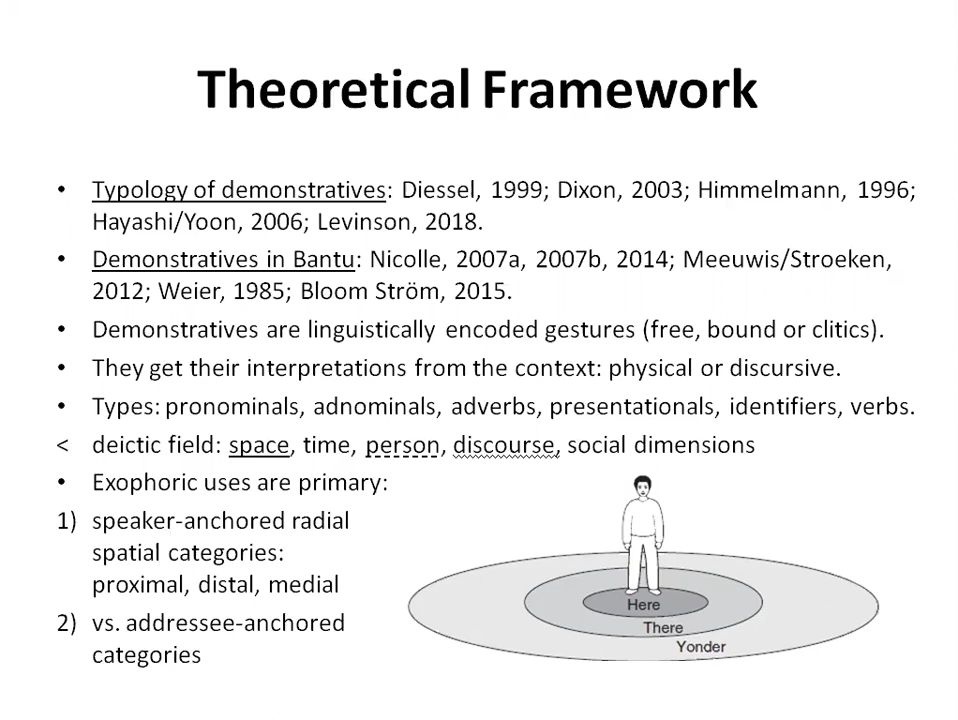 Theoretical Framework
• Typology of demonstratives: Diessel, 1999; Dixon, 2003; Himmelmann, 1996;
Hayashi/Yoon, 2006; Levinson, 2018.
• Demonstratives in Bantu: Nicolle, 2007a, 2007b, 2014; Meeuwis/Stroeken,
2012; Weier, 1985; Bloom Ström, 2015.
• Demonstratives are linguistically encoded gestures (free, bound or clitics).
• They get their interpretations from the context: physical or discursive.
• Types: pronominals, adnominals, adverbs, presentationals, identifiers, verbs.
< deictic field: space, time, person, discourse, social dimensions
• Exophoric uses are primary:
1) speaker-anchored radial
spatial categories:
proximal, distal, medial
2) vs. addressee-anchored
categories
Here
There
Yonder